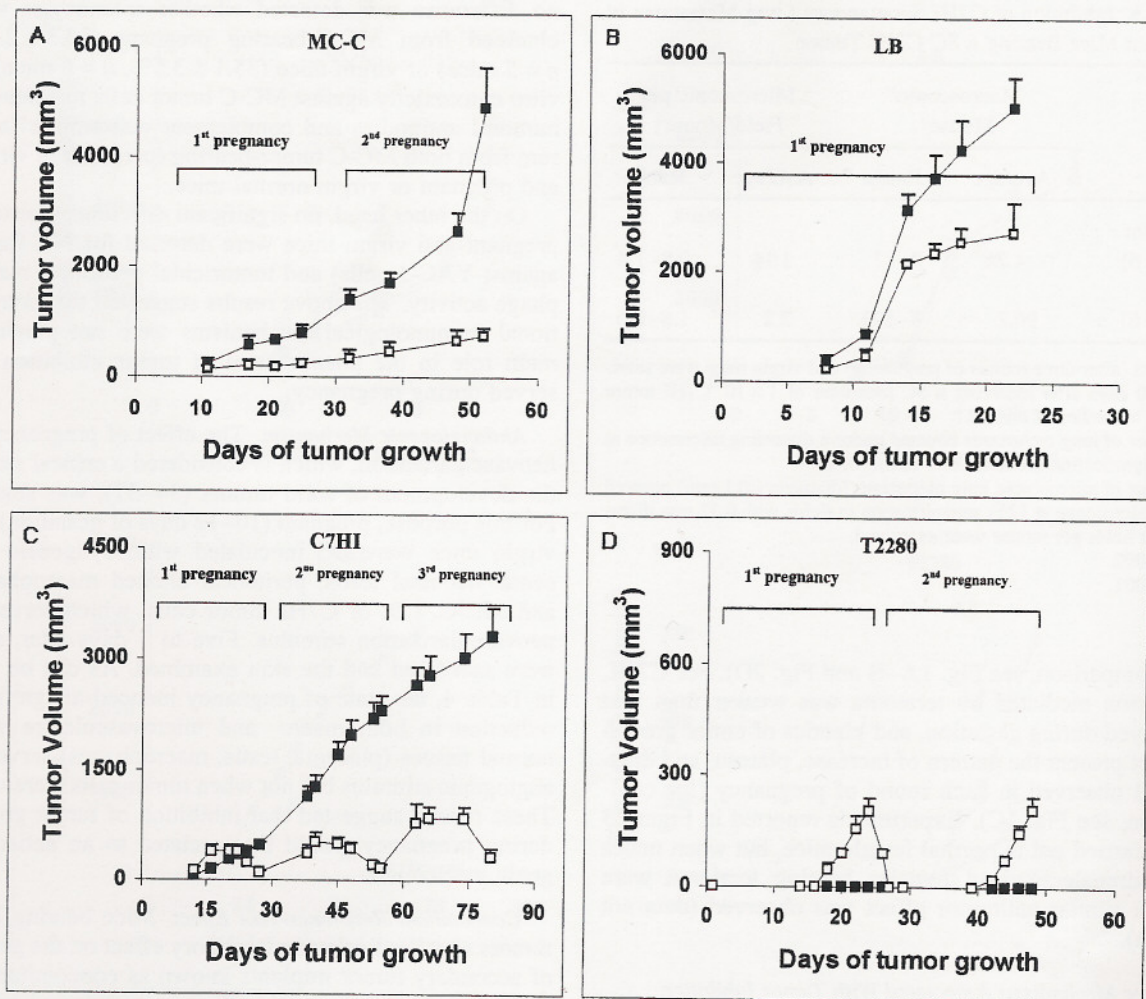 A
MC-C
Tumor volume (mm³)
6000
4000
2000
0
1st pregnancy
2nd pregnancy
0 10 20 30 40 50 60
Days of tumor growth
B
LB
Tumor volume (mm³)
6000
4000
2000
0
1st pregnancy
0 5 10 15 20 25 30
Days of tumor growth
C
C7HI
Tumor Volume (mm³)
4500
3000
1500
0
1st pregnancy
2nd pregnancy
3rd pregnancy
0 15 30 45 60 75 90
Days of tumor growth
D
T2280
Tumor Volume (mm³)
900
600
300
0
1st pregnancy
2nd pregnancy
0 10 20 30 40 50 60
Days of tumor growth